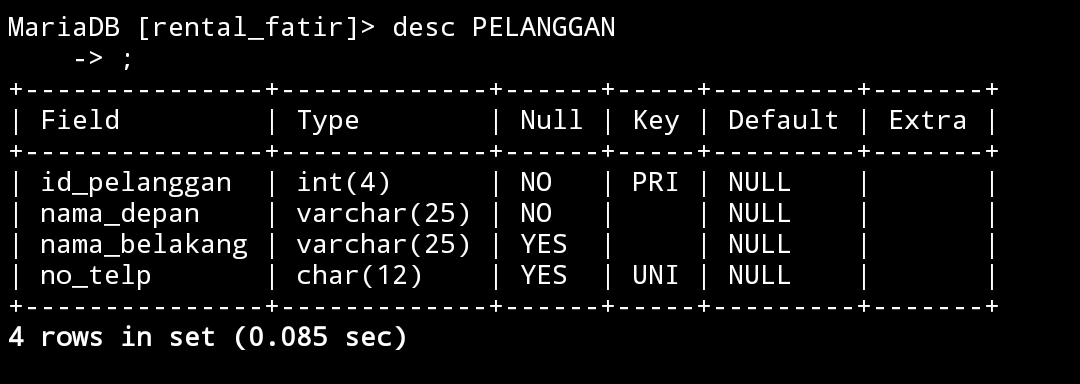 MariaDB [rental_fatir]> desc PELANGGAN
    -> ;
+---------------+-------------+------+-----+---------+-------+
| Field         | Type        | Null | Key | Default | Extra |
+---------------+-------------+------+-----+---------+-------+
| id_pelanggan  | int(4)      | NO   | PRI | NULL    |       |
| nama_depan    | varchar(25) | NO   |     | NULL    |       |
| nama_belakang | varchar(25) | YES  |     | NULL    |       |
| no_telp       | char(12)    | YES  | UNI | NULL    |       |
+---------------+-------------+------+-----+---------+-------+
4 rows in set (0.085 sec)